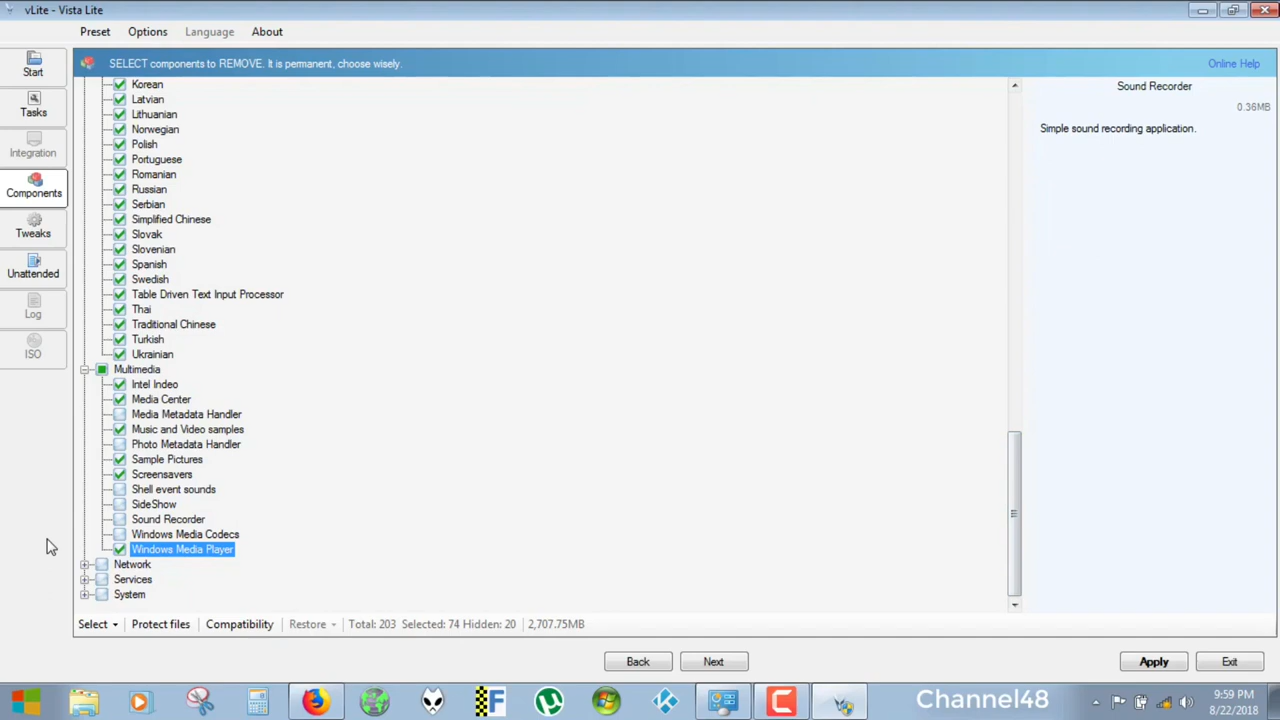 vLite - Vista Lite
Preset Options Language About
SELECT components to REMOVE. It is permanent, choose wisely. Online Help
Start
Tasks
Integration
Components
Tweaks
Unattended
Log
ISO
Korean
Latvian
Lithuanian
Norwegian
Polish
Portuguese
Romanian
Russian
Serbian
Simplified Chinese
Slovak
Slovenian
Spanish
Swedish
Table Driven Text Input Processor
Thai
Traditional Chinese
Turkish
Ukrainian
Multimedia
Intel Indeo
Media Center
Media Metadata Handler
Music and Video samples
Photo Metadata Handler
Sample Pictures
Screensavers
Shell event sounds
SideShow
Sound Recorder
Windows Media Codecs
Windows Media Player
Network
Services
System
Sound Recorder
0.36MB
Simple sound recording application.
Select Protect files Compatibility Restore Total: 203 Selected: 74 Hidden: 20 2,707.75MB
Back Next Apply Exit
Channel48
9:59 PM
8/22/2018